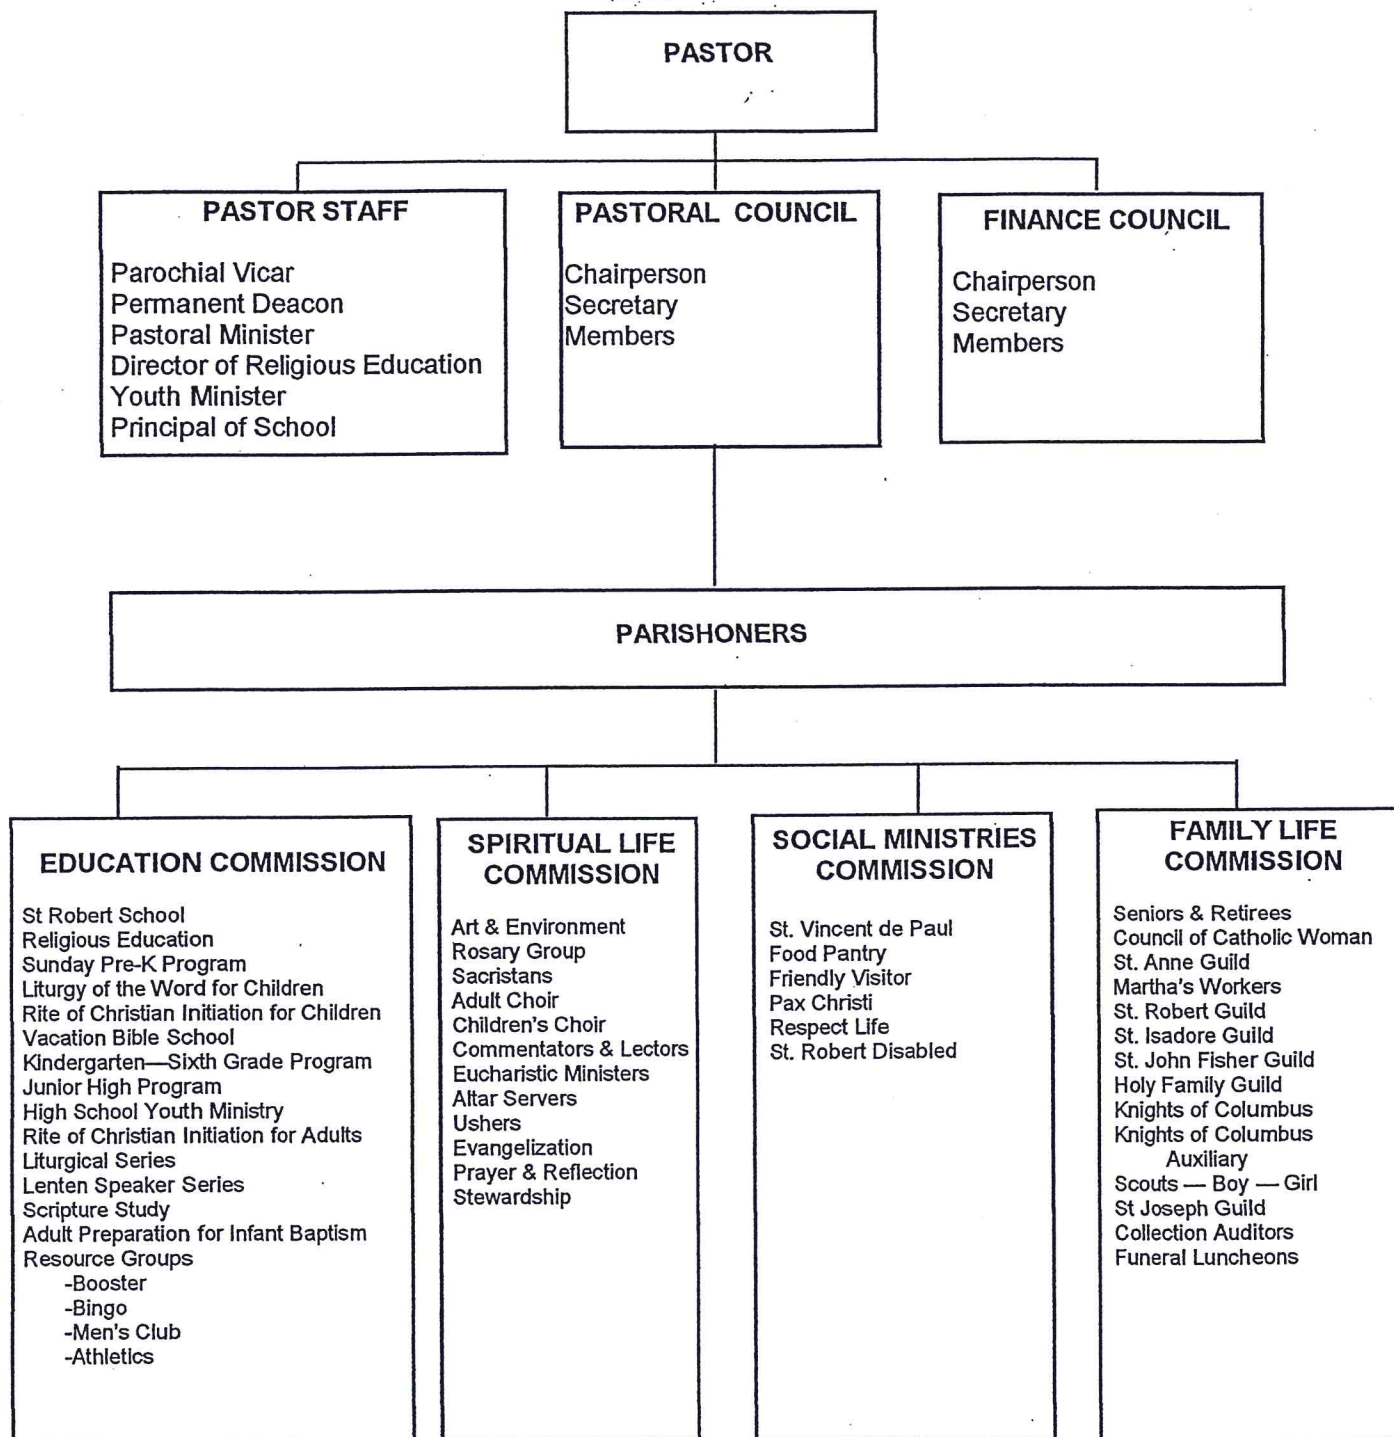 PASTOR
PASTOR STAFF
Parochial Vicar
Permanent Deacon
Pastoral Minister
Director of Religious Education
Youth Minister
Principal of School
PASTORAL COUNCIL
Chairperson
Secretary
Members
FINANCE COUNCIL
Chairperson
Secretary
Members
PARISHONERS
EDUCATION COMMISSION
St Robert School
Religious Education
Sunday Pre-K Program
Liturgy of the Word for Children
Rite of Christian Initiation for Children
Vacation Bible School
Kindergarten—Sixth Grade Program
Junior High Program
High School Youth Ministry
Rite of Christian Initiation for Adults
Liturgical Series
Lenten Speaker Series
Scripture Study
Adult Preparation for Infant Baptism
Resource Groups
-Booster
-Bingo
-Men's Club
-Athletics
SPIRITUAL LIFE
COMMISSION
Art & Environment
Rosary Group
Sacristans
Adult Choir
Children's Choir
Commentators & Lectors
Eucharistic Ministers
Altar Servers
Ushers
Evangelization
Prayer & Reflection
Stewardship
SOCIAL MINISTRIES
COMMISSION
St. Vincent de Paul
Food Pantry
Friendly Visitor
Pax Christi
Respect Life
St. Robert Disabled
FAMILY LIFE
COMMISSION
Seniors & Retirees
Council of Catholic Woman
St. Anne Guild
Martha's Workers
St. Robert Guild
St. Isadore Guild
St. John Fisher Guild
Holy Family Guild
Knights of Columbus
Knights of Columbus
Auxiliary
Scouts — Boy — Girl
St Joseph Guild
Collection Auditors
Funeral Luncheons